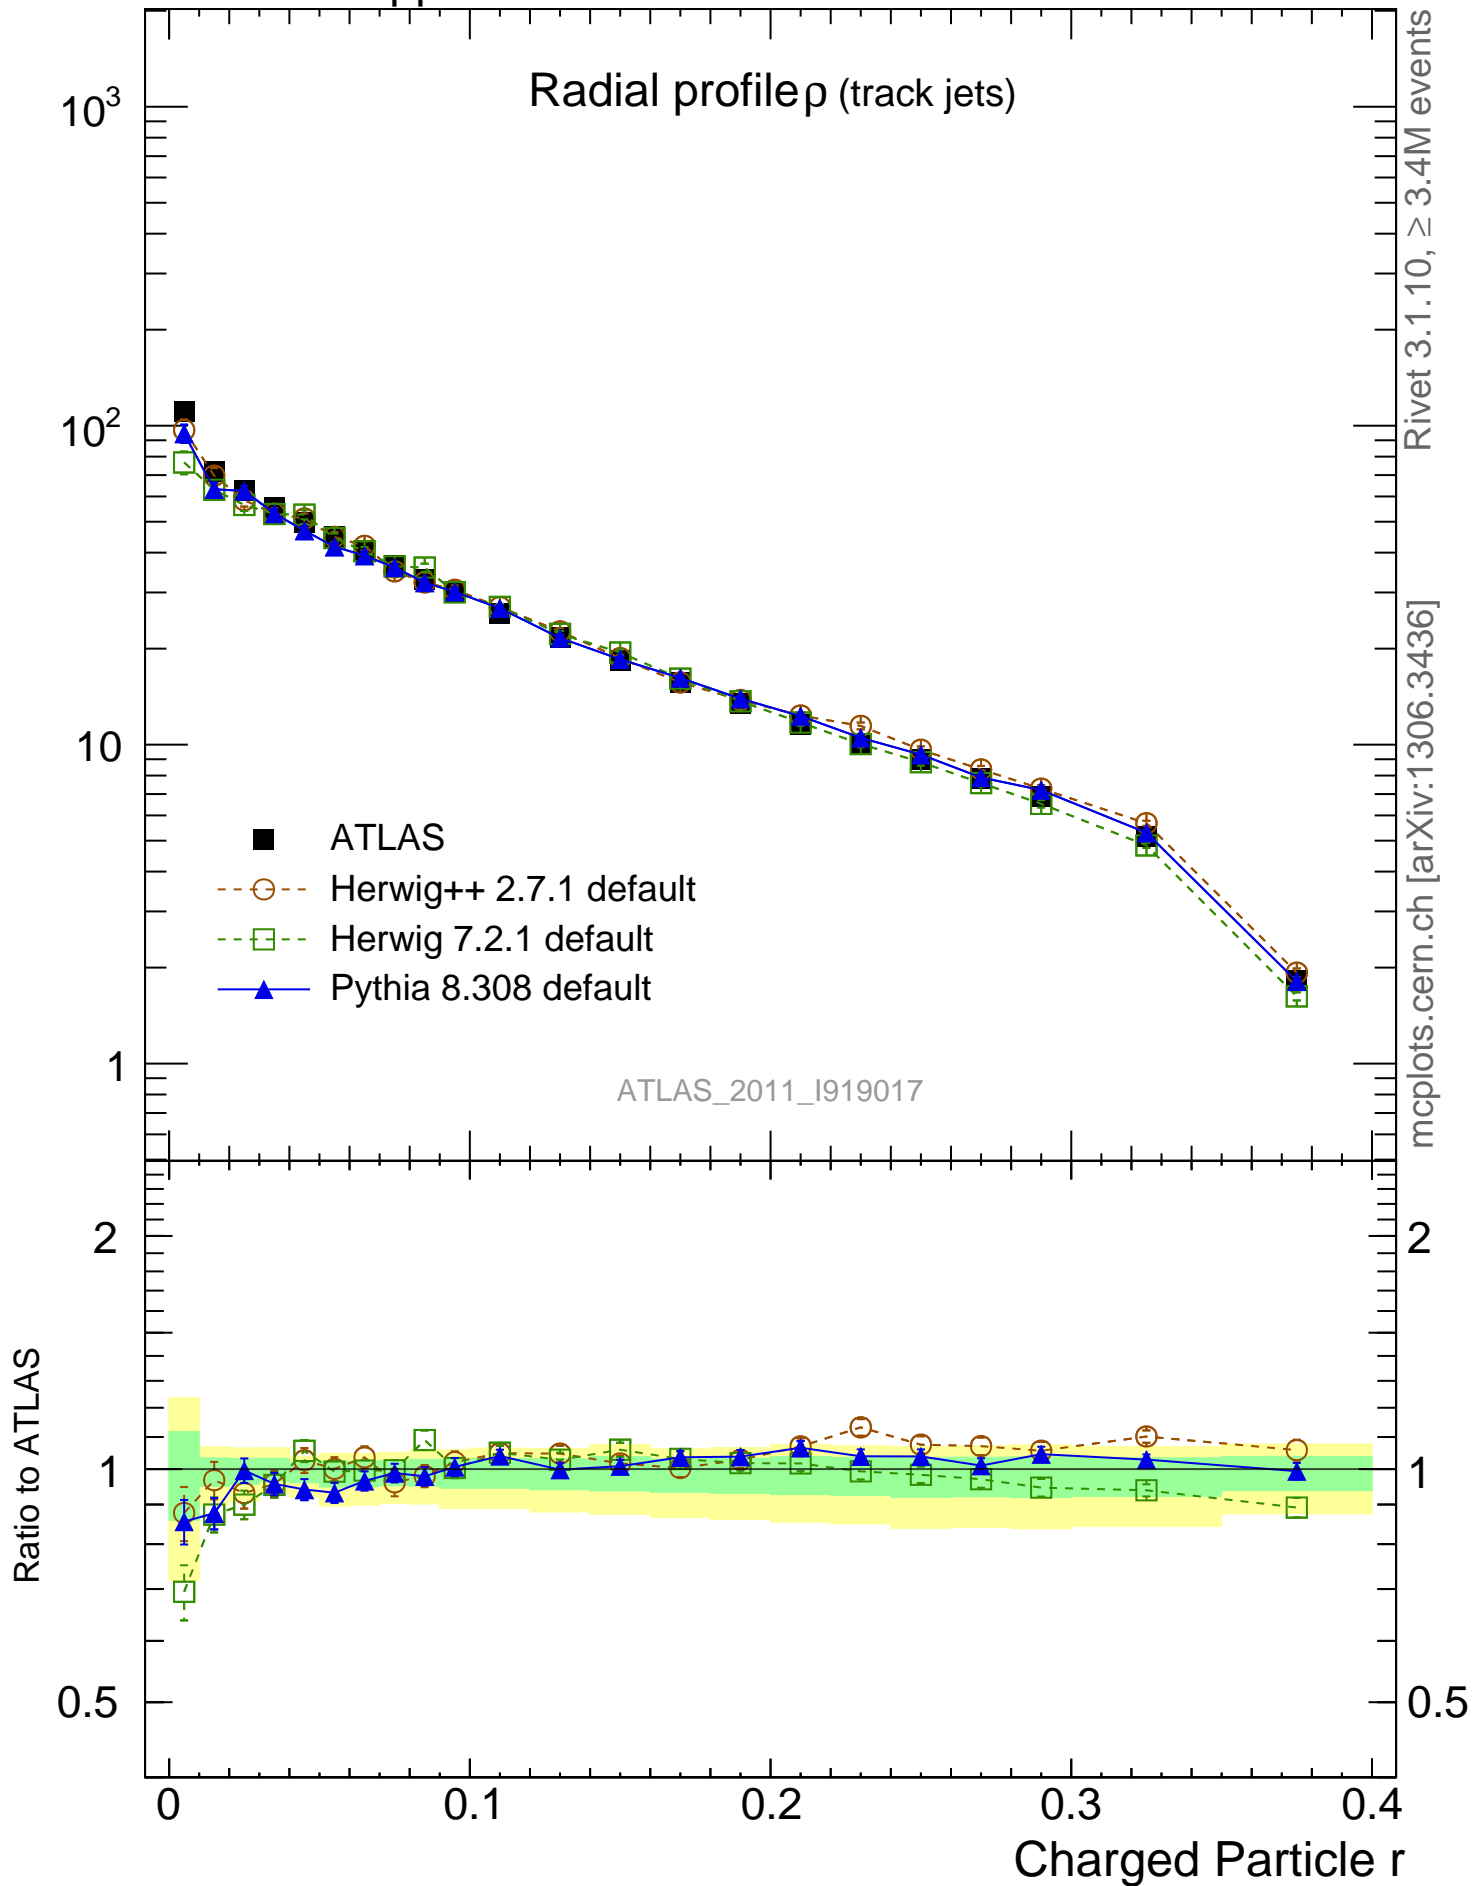 pp
Radial profile ρ (track jets)
10³
10²
10
1
ATLAS
Herwig++ 2.7.1 default
Herwig 7.2.1 default
Pythia 8.308 default
ATLAS_2011_I919017
Rivet 3.1.10, ≥ 3.4M events
mcplots.cern.ch [arXiv:1306.3436]
Ratio to ATLAS
2
1
0.5
2
1
0.5
0 0.1 0.2 0.3 0.4
Charged Particle r